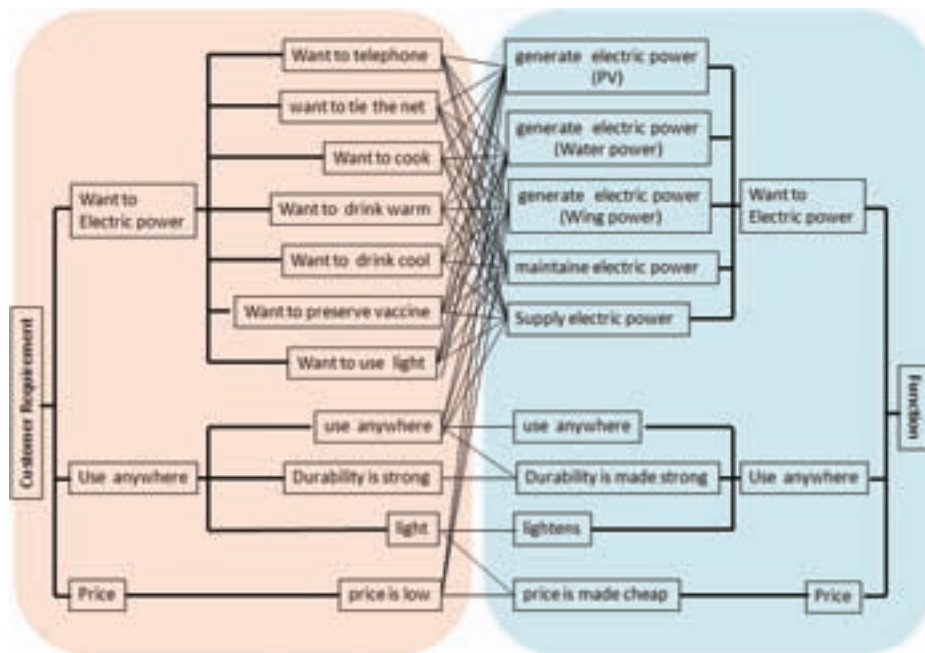 Customer Requirement
Want to
Electric power
Use anywhere
Price
Want to telephone
want to tie the net
Want to cook
Want to drink warm
Want to drink cool
Want to preserve vaccine
Want to use light
use anywhere
Durability is strong
light
price is low
generate electric power
(PV)
generate electric power
(Water power)
generate electric power
(Wing power)
maintaine electric power
Supply electric power
use anywhere
Durability is made strong
lightens
price is made cheap
Want to
Electric power
Use anywhere
Price
Function